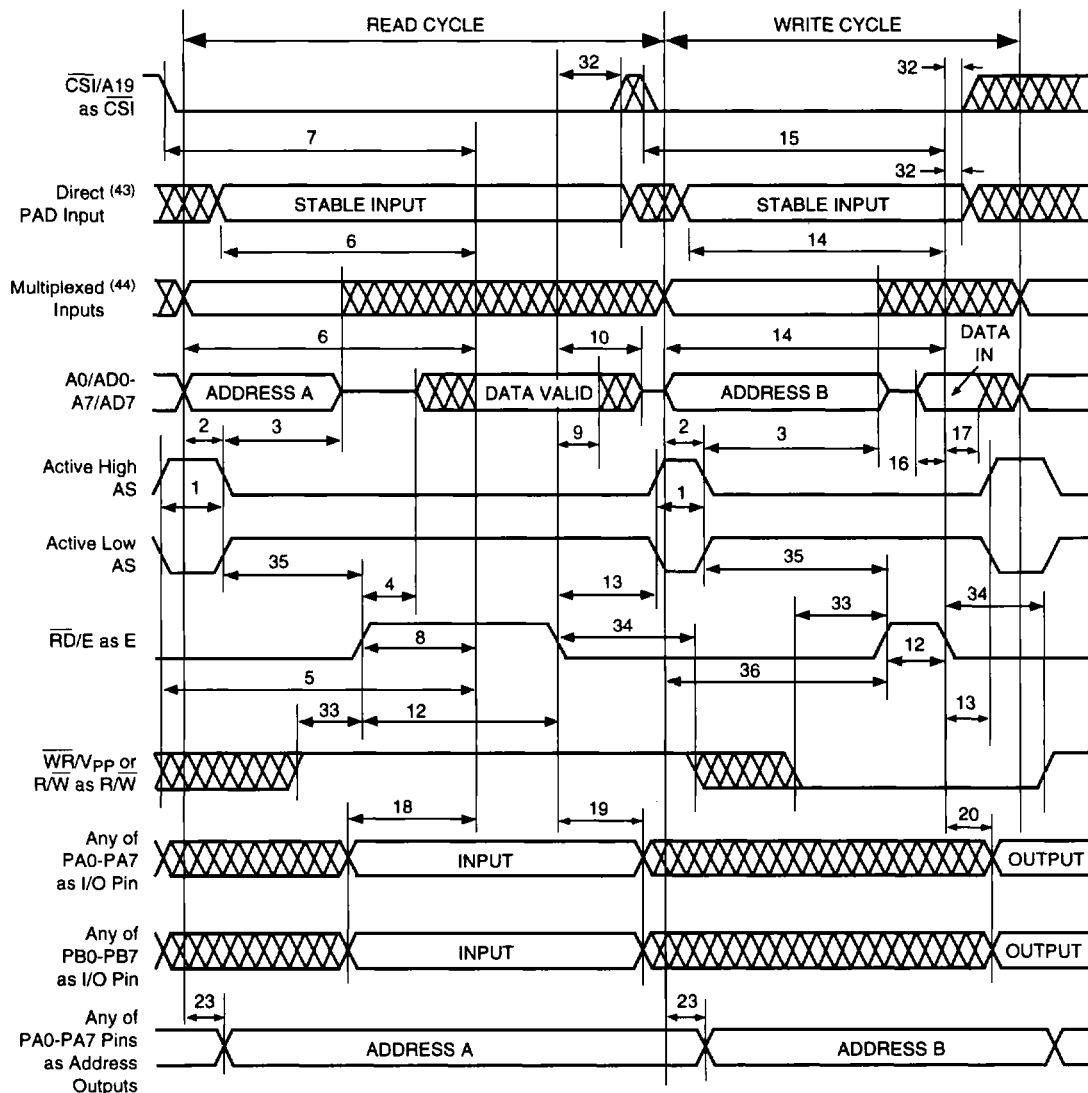 READ CYCLE
WRITE CYCLE
CSI/A19
as CSI
32
32
7
15
32
Direct (43)
PAD Input
STABLE INPUT
STABLE INPUT
6
14
Multiplexed (44)
Inputs
6
10
14
DATA
IN
A0/AD0-
A7/AD7
ADDRESS A
DATA VALID
ADDRESS B
2
3
9
2
3
16
17
Active High
AS
1
1
Active Low
AS
35
4
13
35
34
33
RD/E as E
8
34
12
5
36
33
12
13
WR/VPP or
R/W as R/W
18
19
20
Any of
PA0-PA7
as I/O Pin
INPUT
OUTPUT
Any of
PB0-PB7
as I/O Pin
INPUT
OUTPUT
23
23
Any of
PA0-PA7 Pins
as Address
Outputs
ADDRESS A
ADDRESS B